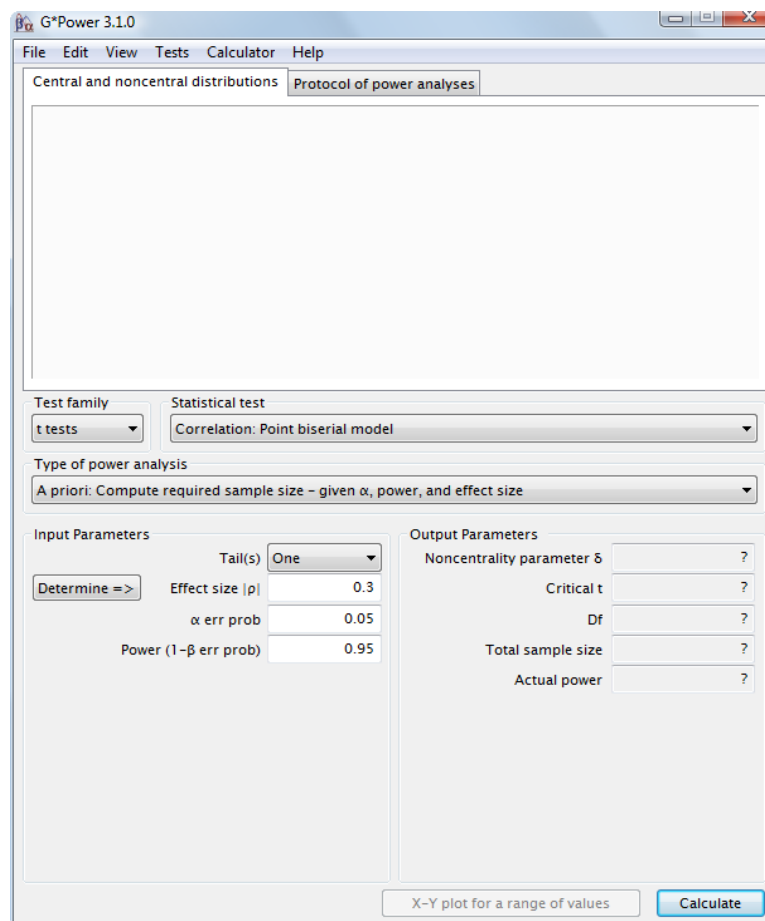 G*Power 3.1.0
File Edit View Tests Calculator Help
Central and noncentral distributions Protocol of power analyses
Test family Statistical test
t tests Correlation: Point biserial model
Type of power analysis
A priori: Compute required sample size – given α, power, and effect size
Input Parameters Output Parameters
Tail(s) One Noncentrality parameter δ ?
Determine => Effect size |ρ| 0.3 Critical t ?
α err prob 0.05 Df ?
Power (1-β err prob) 0.95 Total sample size ?
Actual power ?
X-Y plot for a range of values Calculate